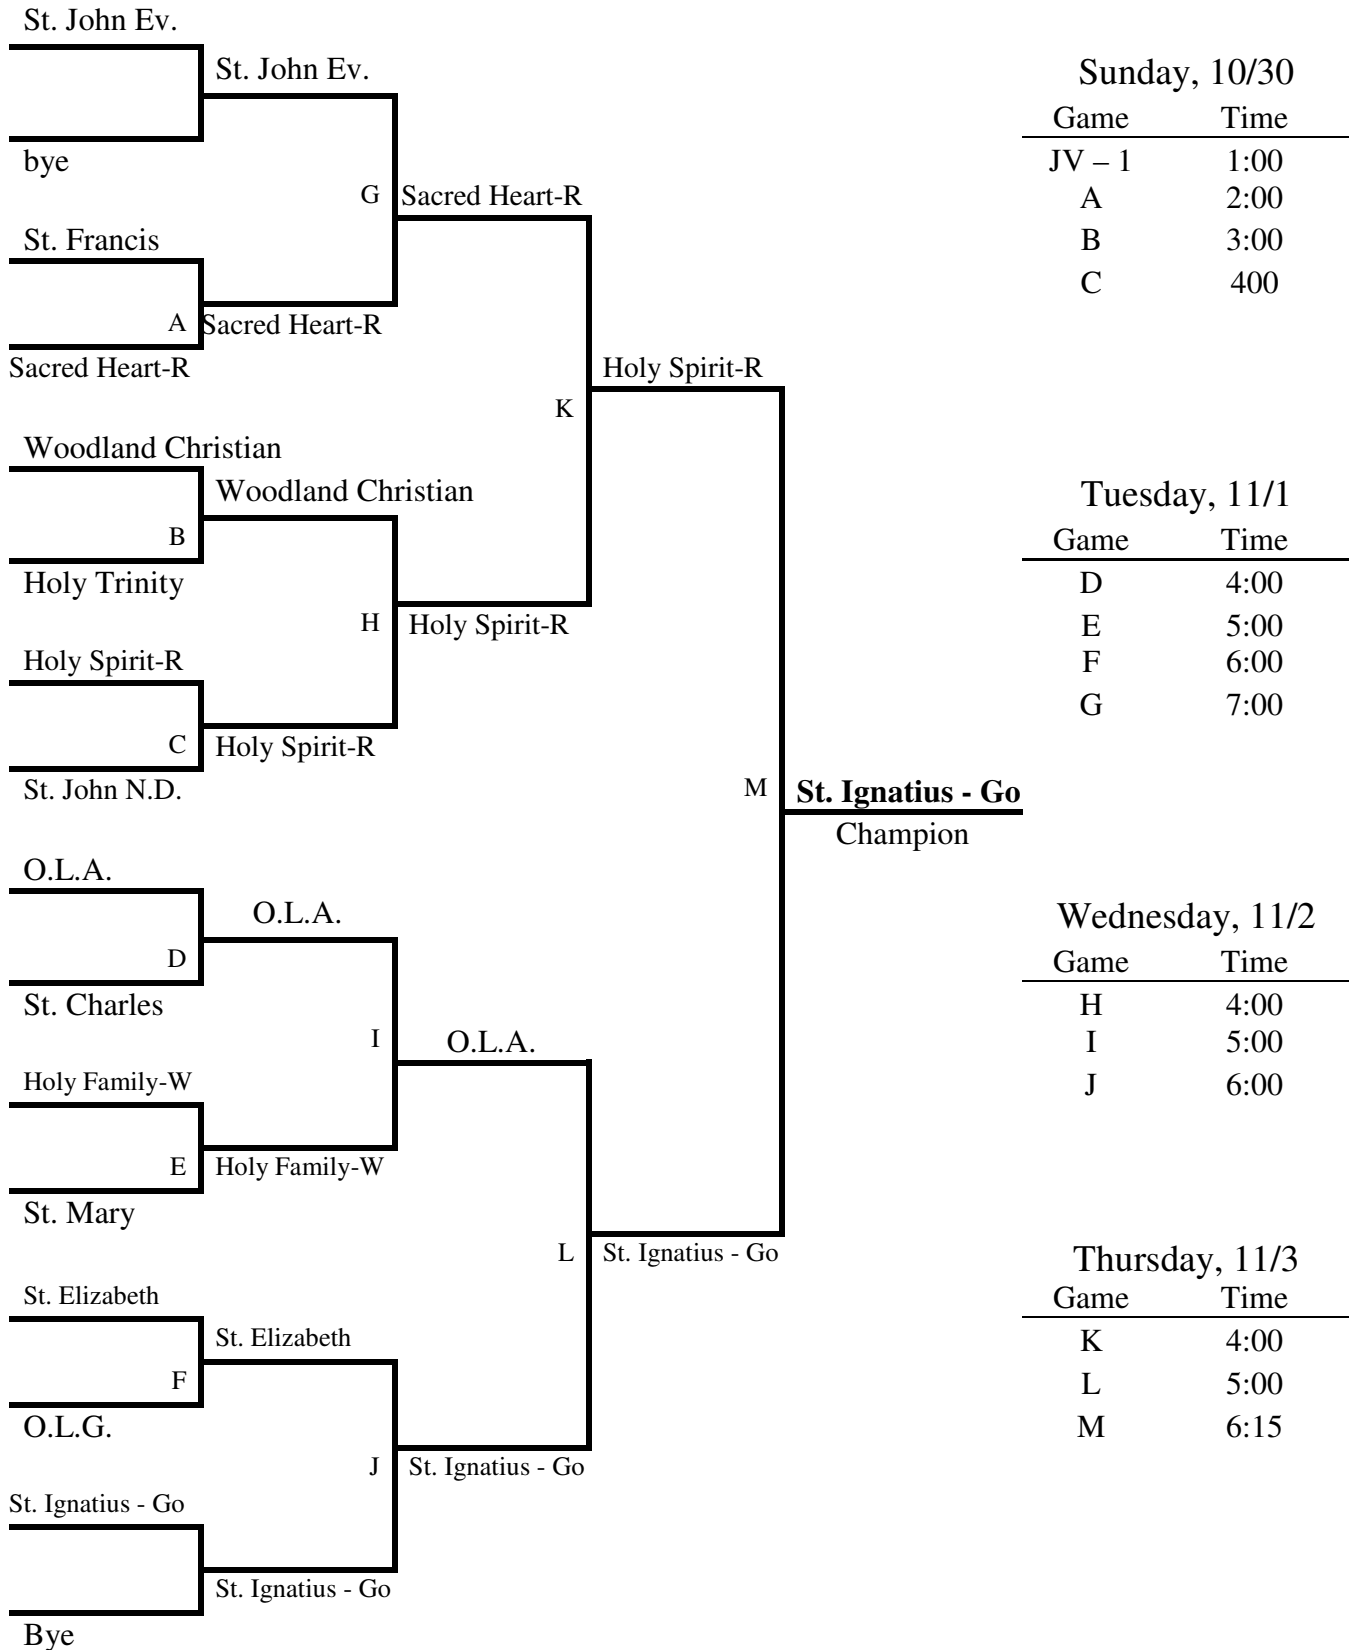 St. John Ev.
St. John Ev.
bye
G Sacred Heart-R
St. Francis
A Sacred Heart-R
Sacred Heart-R
Holy Spirit-R
K
Woodland Christian
Woodland Christian
B
Holy Trinity
H Holy Spirit-R
Holy Spirit-R
C Holy Spirit-R
St. John N.D.
M St. Ignatius - Go
Champion
O.L.A.
O.L.A.
D
St. Charles
I O.L.A.
Holy Family-W
E Holy Family-W
St. Mary
L St. Ignatius - Go
St. Elizabeth
St. Elizabeth
F
O.L.G.
J St. Ignatius - Go
St. Ignatius - Go
St. Ignatius - Go
Bye
Sunday, 10/30
Game Time
JV – 1 1:00
A 2:00
B 3:00
C 400
Tuesday, 11/1
Game Time
D 4:00
E 5:00
F 6:00
G 7:00
Wednesday, 11/2
Game Time
H 4:00
I 5:00
J 6:00
Thursday, 11/3
Game Time
K 4:00
L 5:00
M 6:15